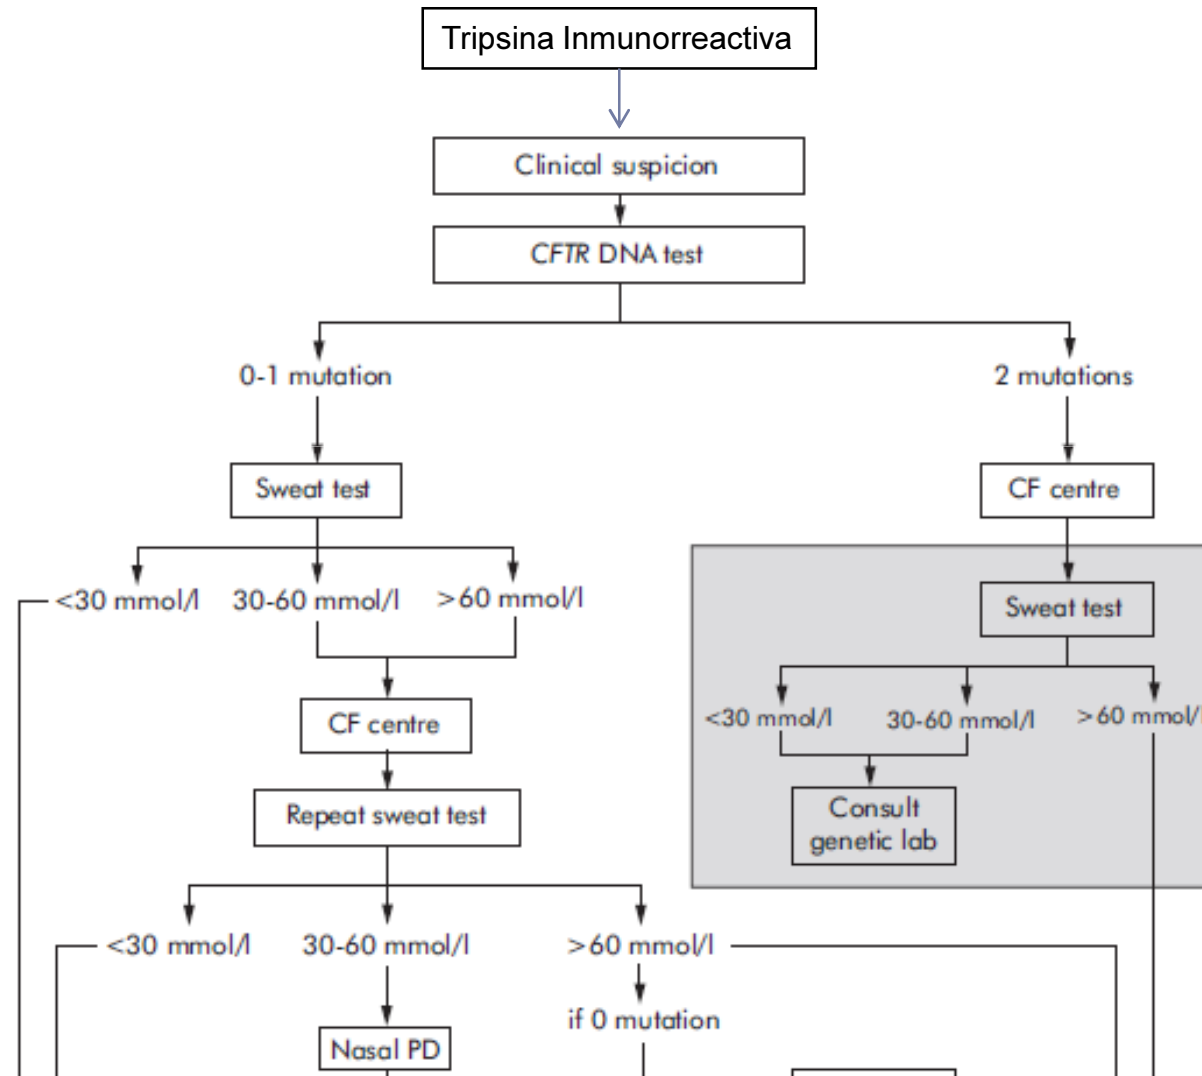 Tripsina Inmunorreactiva
Clinical suspicion
CFTR DNA test
0-1 mutation
2 mutations
Sweat test
CF centre
<30 mmol/l
30-60 mmol/l
>60 mmol/l
Sweat test
CF centre
<30 mmol/l
30-60 mmol/l
>60 mmol/
Repeat sweat test
Consult
genetic lab
<30 mmol/l
30-60 mmol/l
>60 mmol/l
if 0 mutation
Nasal PD